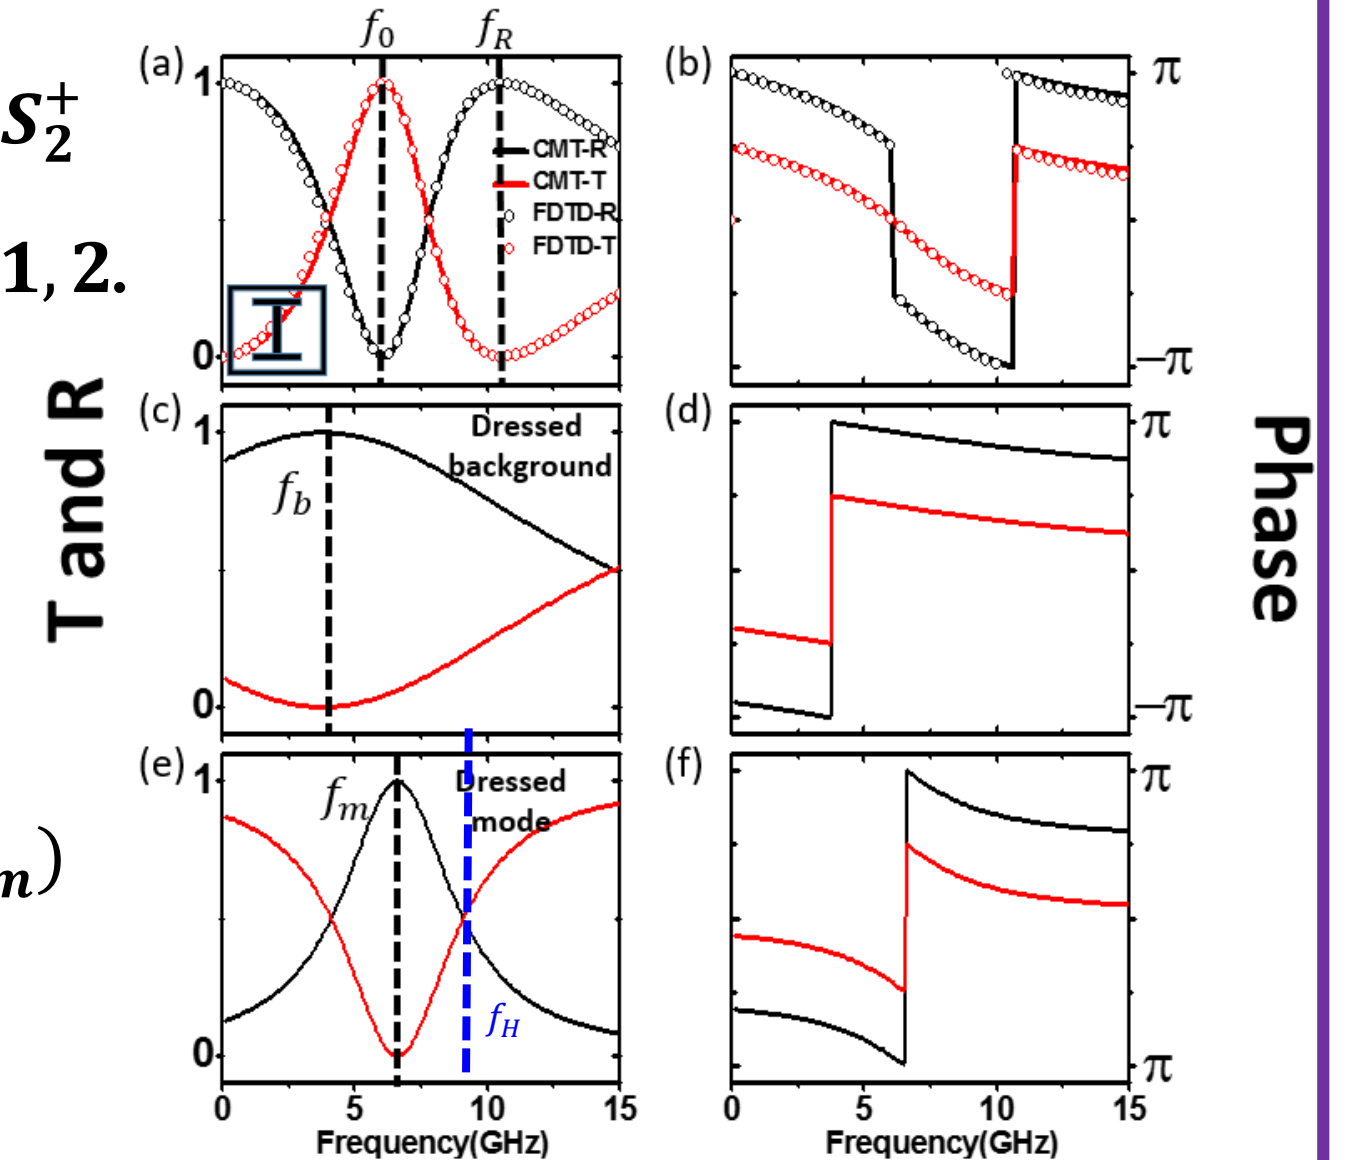 f₀ f_R
(a) (b)
S₂⁺
1 π
CMT-R
CMT-T
FDTD-R
FDTD-T
1, 2.
I
0 −π
T and R
(c) (d)
1 Dressed π
background
f_b
Phase
0 −π
(e) (f)
1 Dressed π
f_m mode
ₙ)
f_H
0 π
0 5 10 15 0 5 10 15
Frequency(GHz) Frequency(GHz)